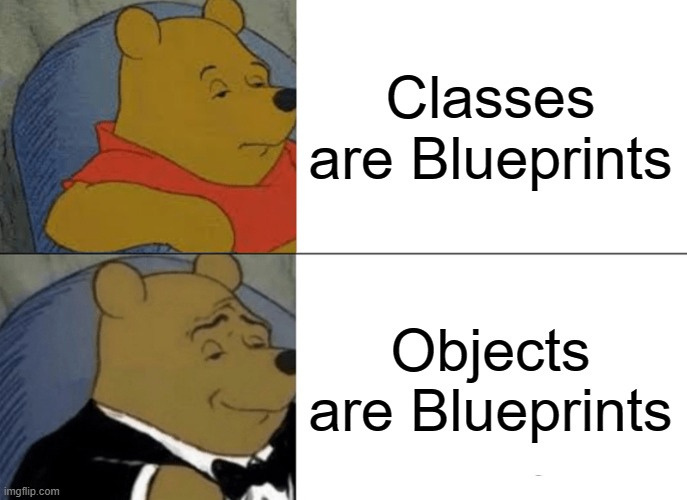 Classes
are Blueprints
Objects
are Blueprints
imgflip.com